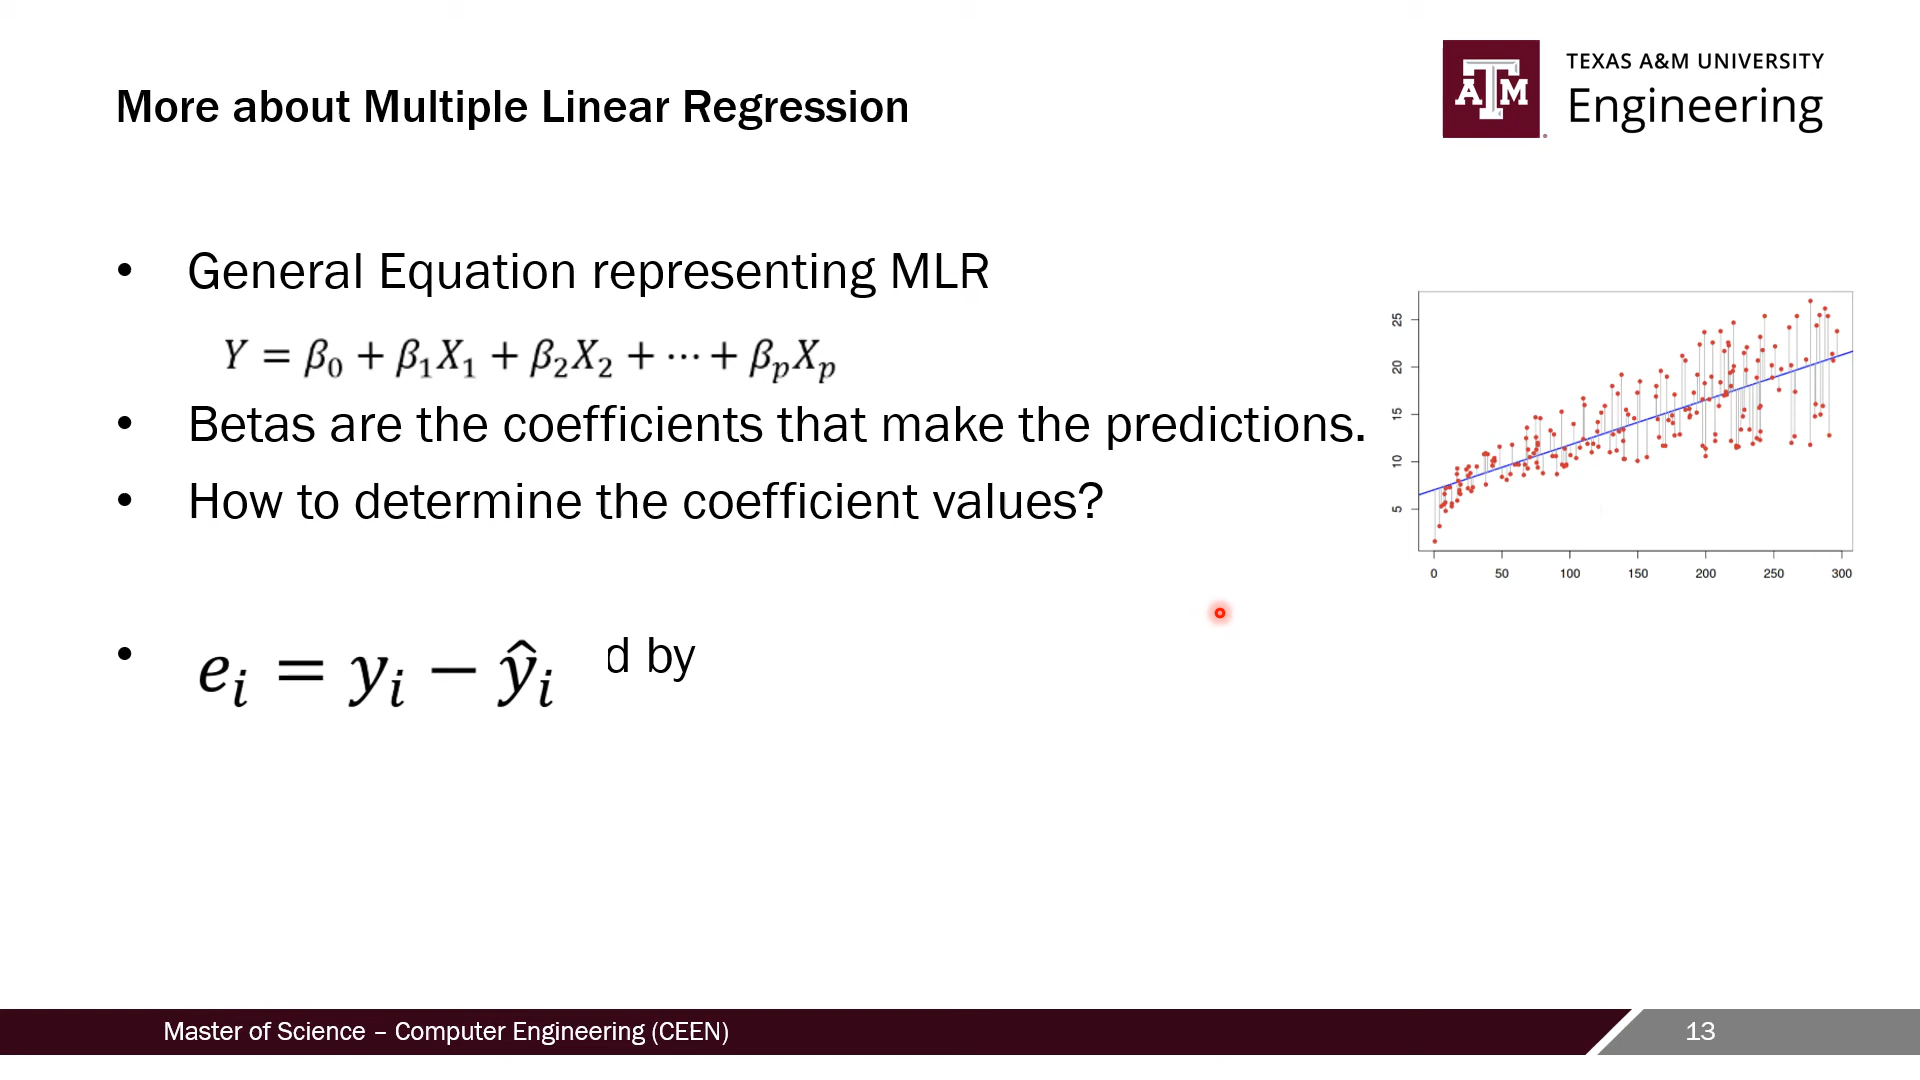 More about Multiple Linear Regression
ATM
TEXAS A&M UNIVERSITY
Engineering
• General Equation representing MLR
Y = β₀ + β₁X₁ + β₂X₂ + ⋯ + βₚXₚ
• Betas are the coefficients that make the predictions.
• How to determine the coefficient values?
• eᵢ = yᵢ − ŷᵢ d by
25
20
15
10
5
0 50 100 150 200 250 300
Master of Science – Computer Engineering (CEEN)
13